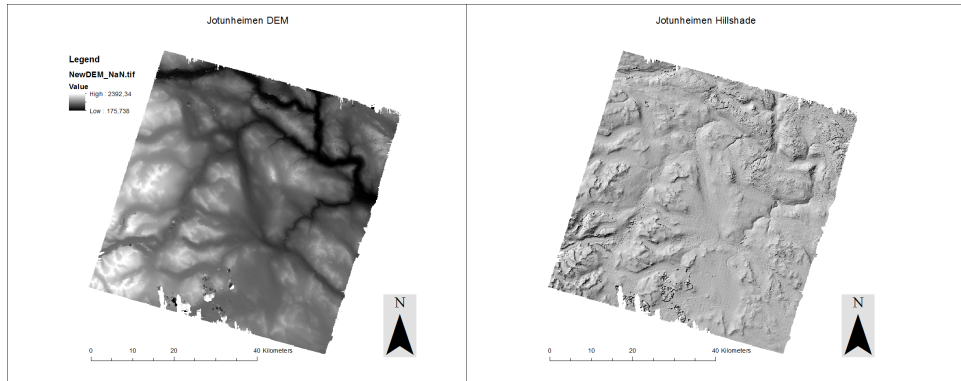 Jotunheimen DEM
Legend
NewDEM_NaN.tif
Value
High : 2392,34
Low : 175,738
N
0 10 20 40 Kilometers
Jotunheimen Hillshade
N
0 10 20 40 Kilometers